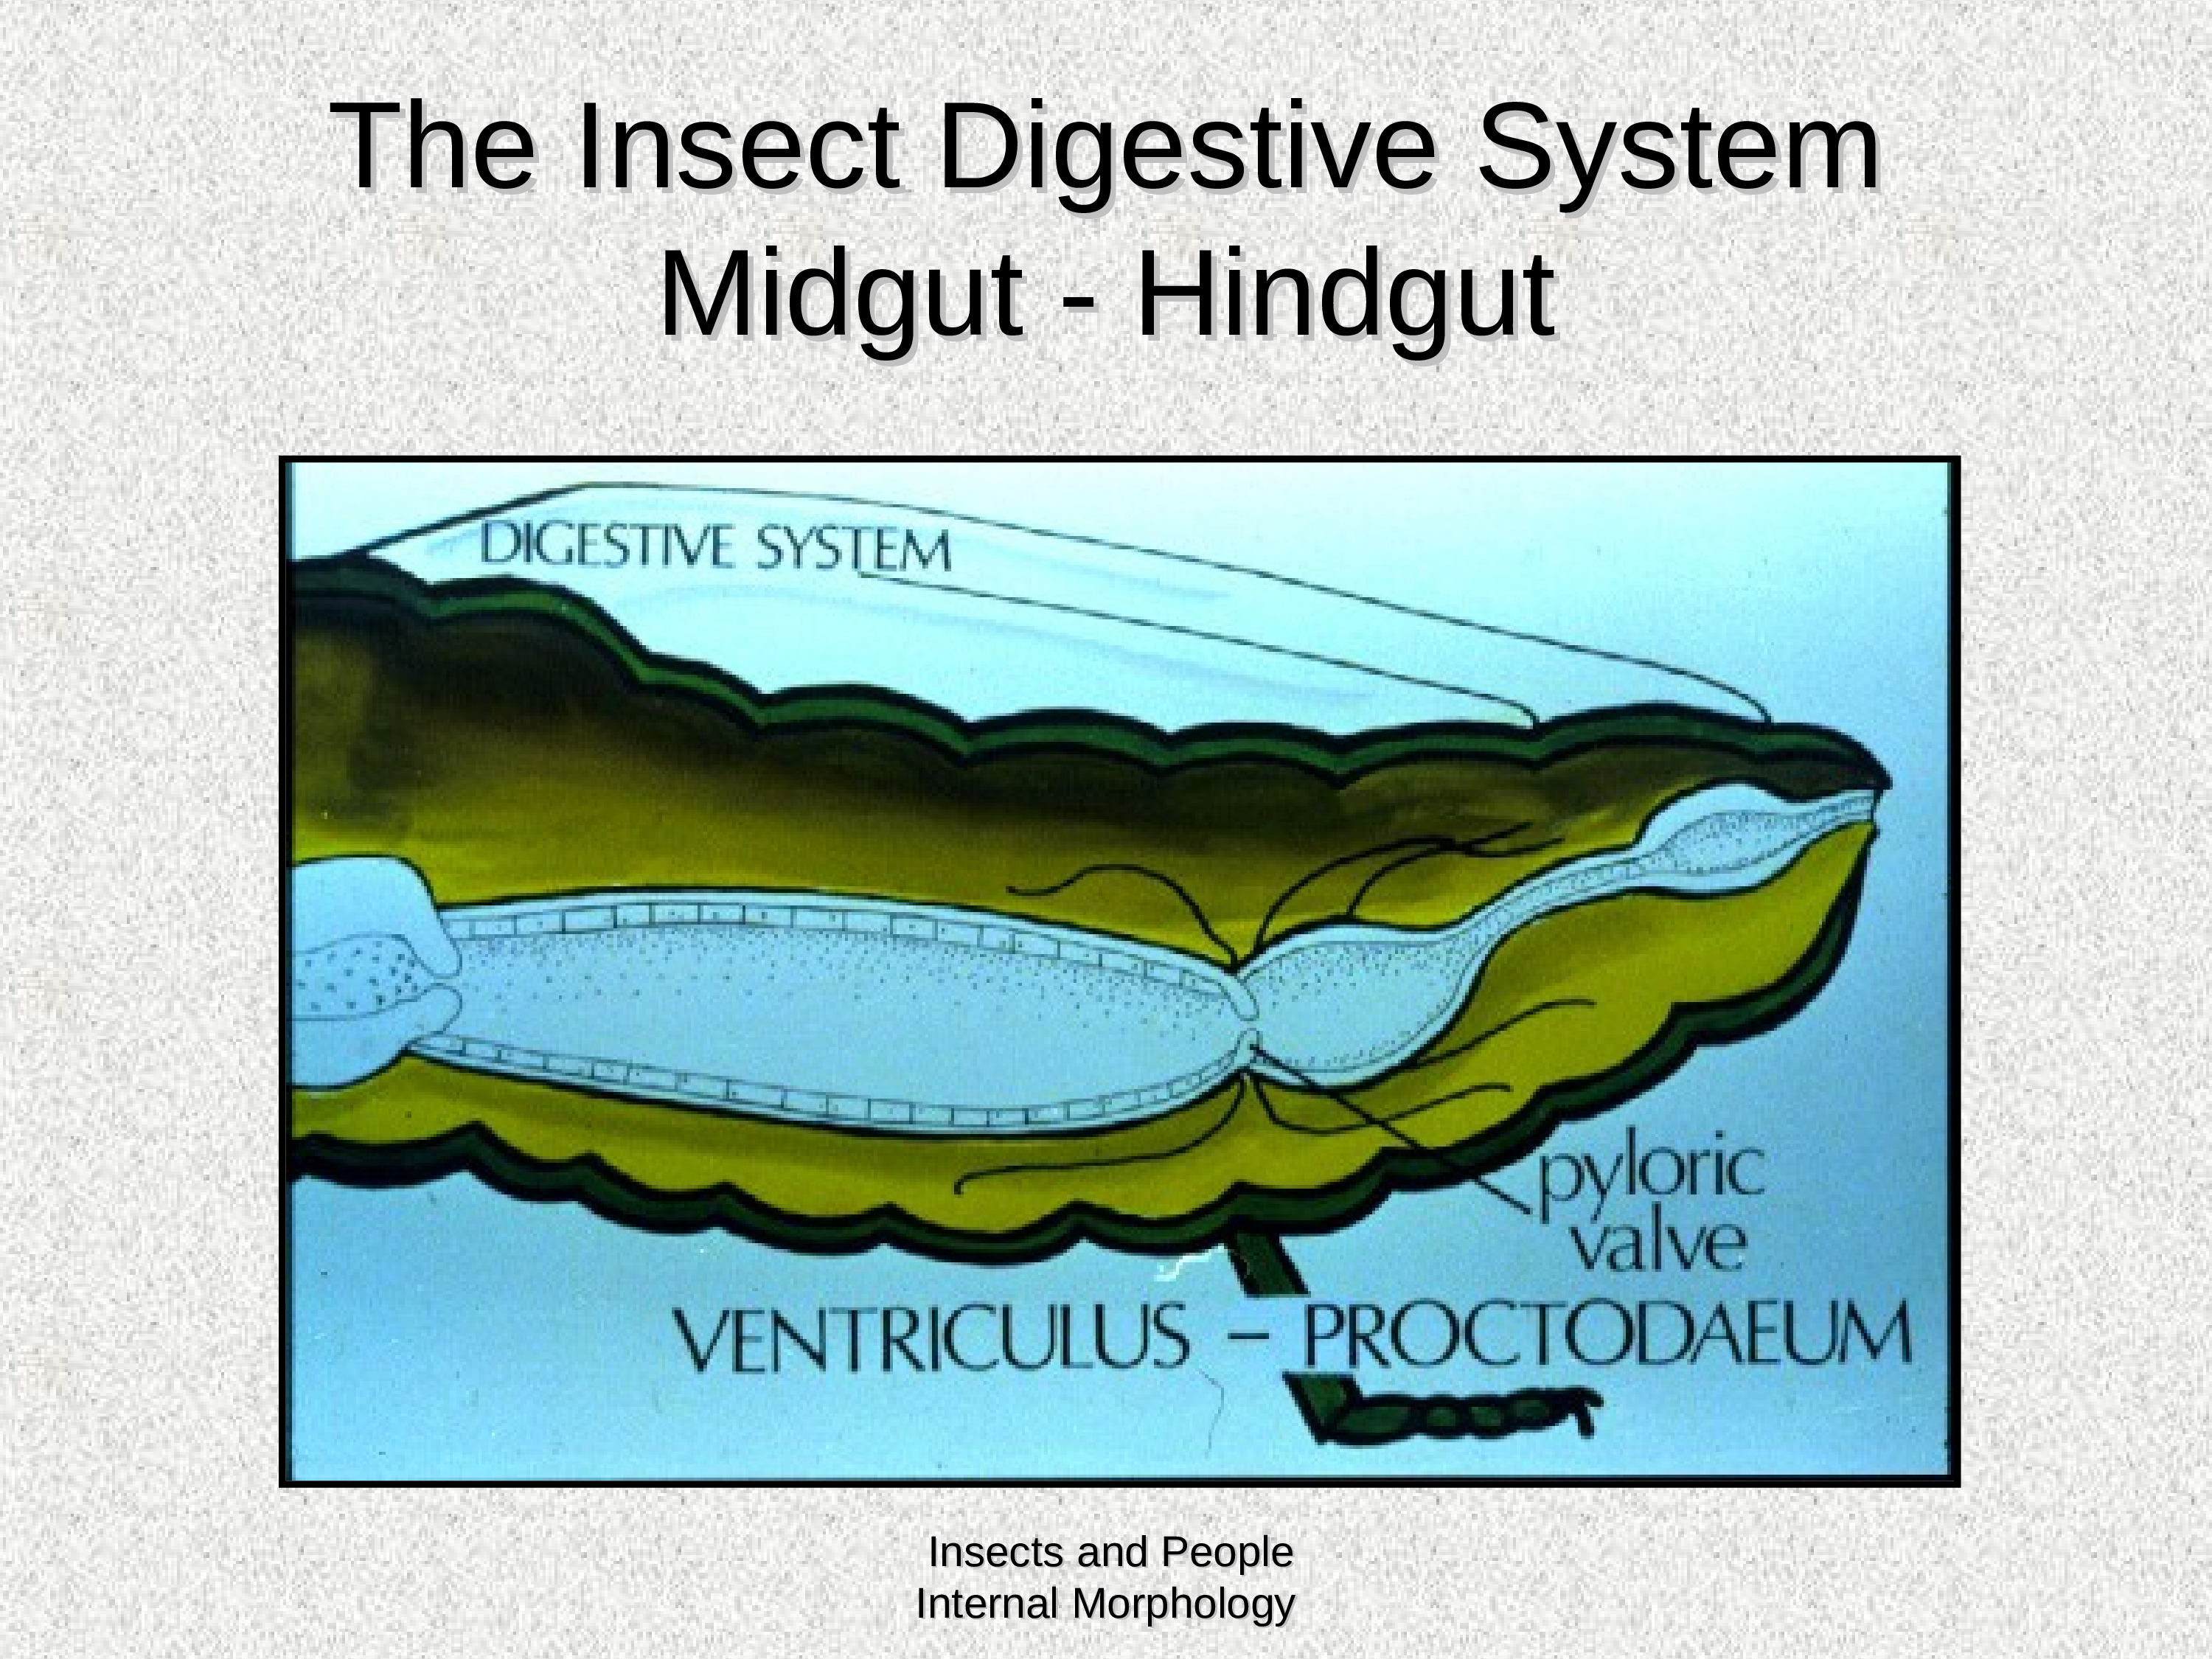 The Insect Digestive System
Midgut - Hindgut
DIGESTIVE SYSTEM
pyloric
valve
VENTRICULUS – PROCTODAEUM
Insects and People
Internal Morphology